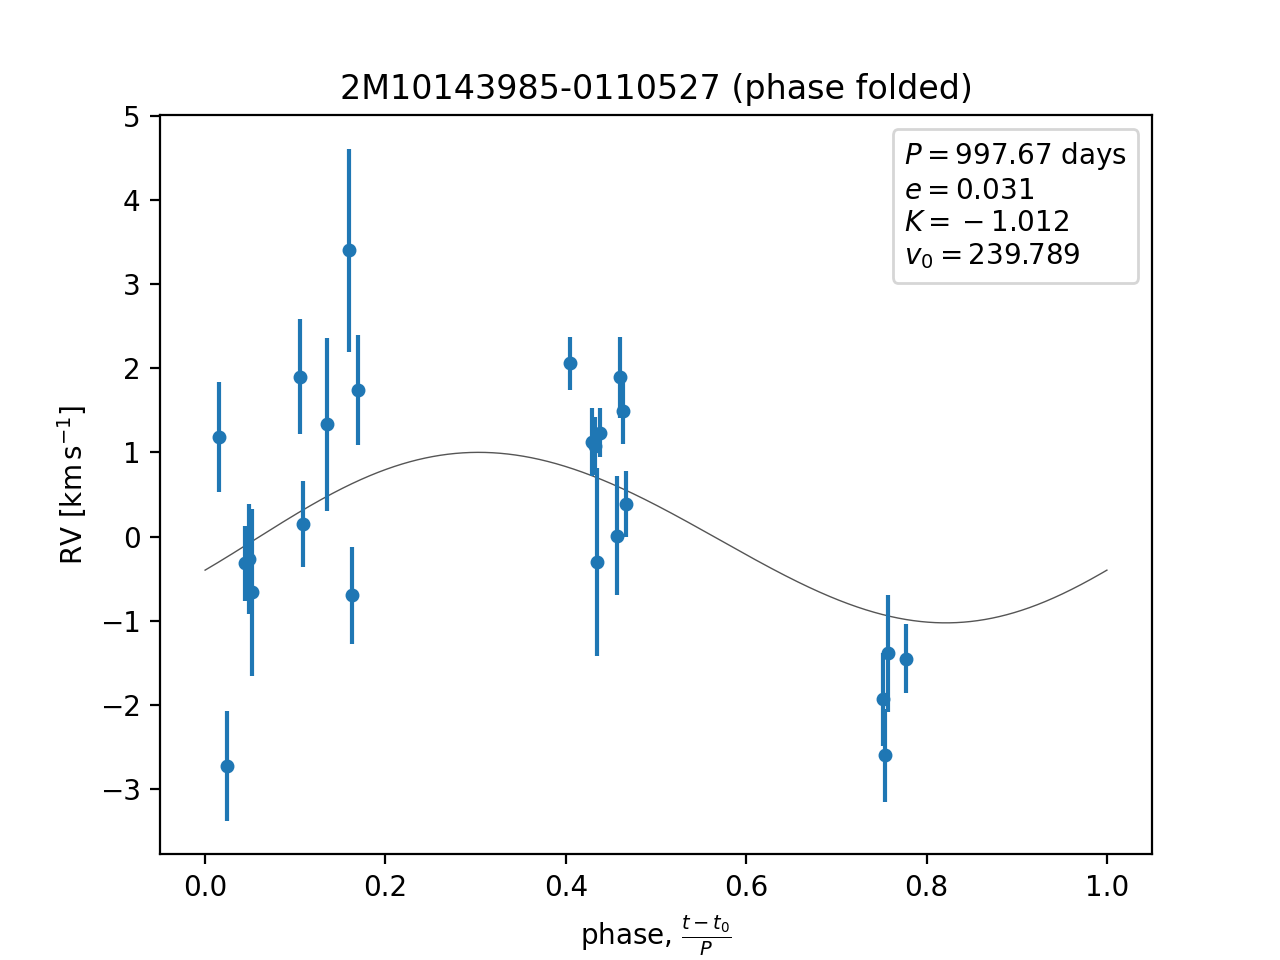 2M10143985-0110527 (phase folded)
P = 997.67 days
e = 0.031
K = −1.012
v₀ = 239.789
RV [km s⁻¹]
5
4
3
2
1
0
−1
−2
−3
0.0 0.2 0.4 0.6 0.8 1.0
phase, (t − t₀)/P